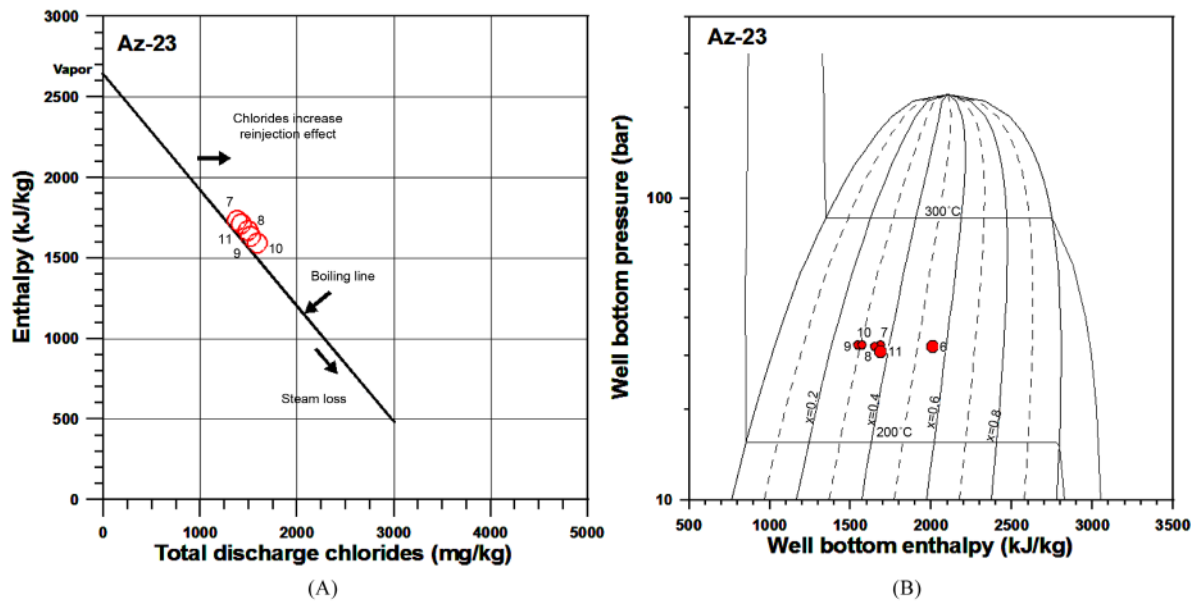 Az-23
3000
2500
2000
1500
1000
500
0
Enthalpy (kJ/kg)
Vapor
Chlorides increase
reinjection effect
7
8
11
9
10
Boiling line
Steam loss
0
1000
2000
3000
4000
5000
Total discharge chlorides (mg/kg)
(A)
Az-23
100
10
Well bottom pressure (bar)
300°C
10
7
9
8
11
6
x=0.2
x=0.4
x=0.6
x=0.8
200°C
500
1000
1500
2000
2500
3000
3500
Well bottom enthalpy (kJ/kg)
(B)